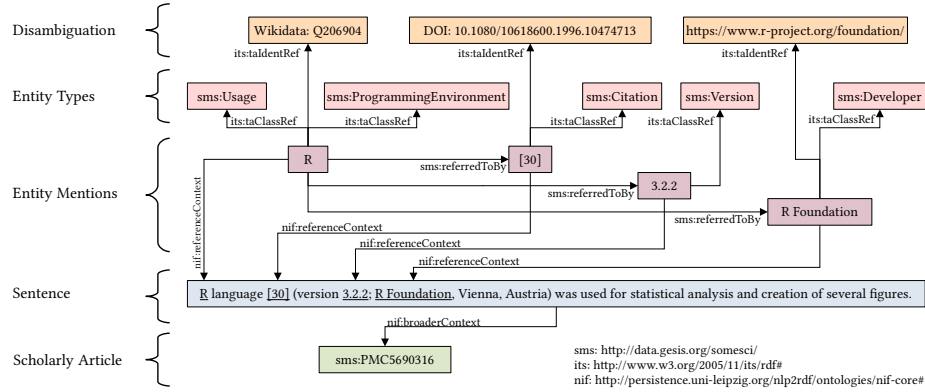 Disambiguation
Wikidata: Q206904
DOI: 10.1080/10618600.1996.10474713
https://www.r-project.org/foundation/
its:taIdentRef
its:taIdentRef
its:taIdentRef
Entity Types
sms:Usage
sms:ProgrammingEnvironment
sms:Citation
sms:Version
sms:Developer
its:taClassRef
its:taClassRef
its:taClassRef
its:taClassRef
its:taClassRef
Entity Mentions
R
[30]
sms:referredToBy
3.2.2
sms:referredToBy
R Foundation
sms:referredToBy
nif:referenceContext
nif:referenceContext
nif:referenceContext
nif:referenceContext
Sentence
R language [30] (version 3.2.2; R Foundation, Vienna, Austria) was used for statistical analysis and creation of several figures.
nif:broaderContext
Scholarly Article
sms:PMC5690316
sms: http://data.gesis.org/somesci/
its: http://www.w3.org/2005/11/its/rdf#
nif: http://persistence.uni-leipzig.org/nlp2rdf/ontologies/nif-core#